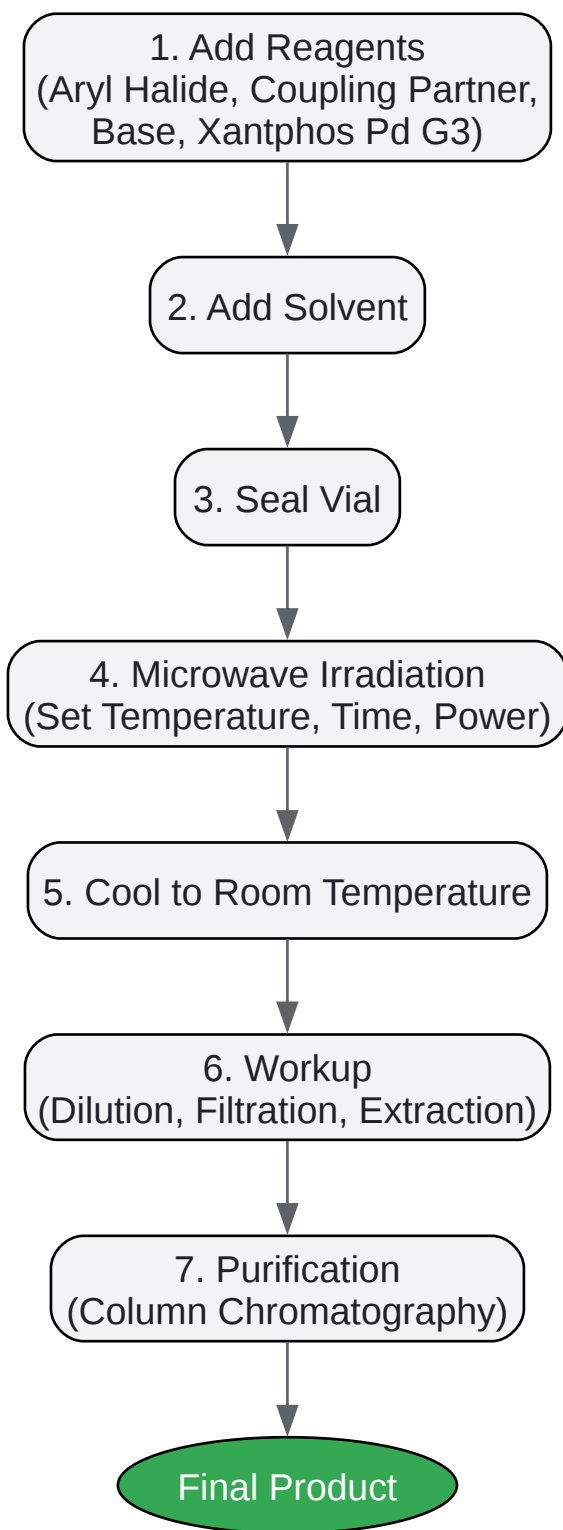 1. Add Reagents
(Aryl Halide, Coupling Partner,
Base, Xantphos Pd G3)
2. Add Solvent
3. Seal Vial
4. Microwave Irradiation
(Set Temperature, Time, Power)
5. Cool to Room Temperature
6. Workup
(Dilution, Filtration, Extraction)
7. Purification
(Column Chromatography)
Final Product